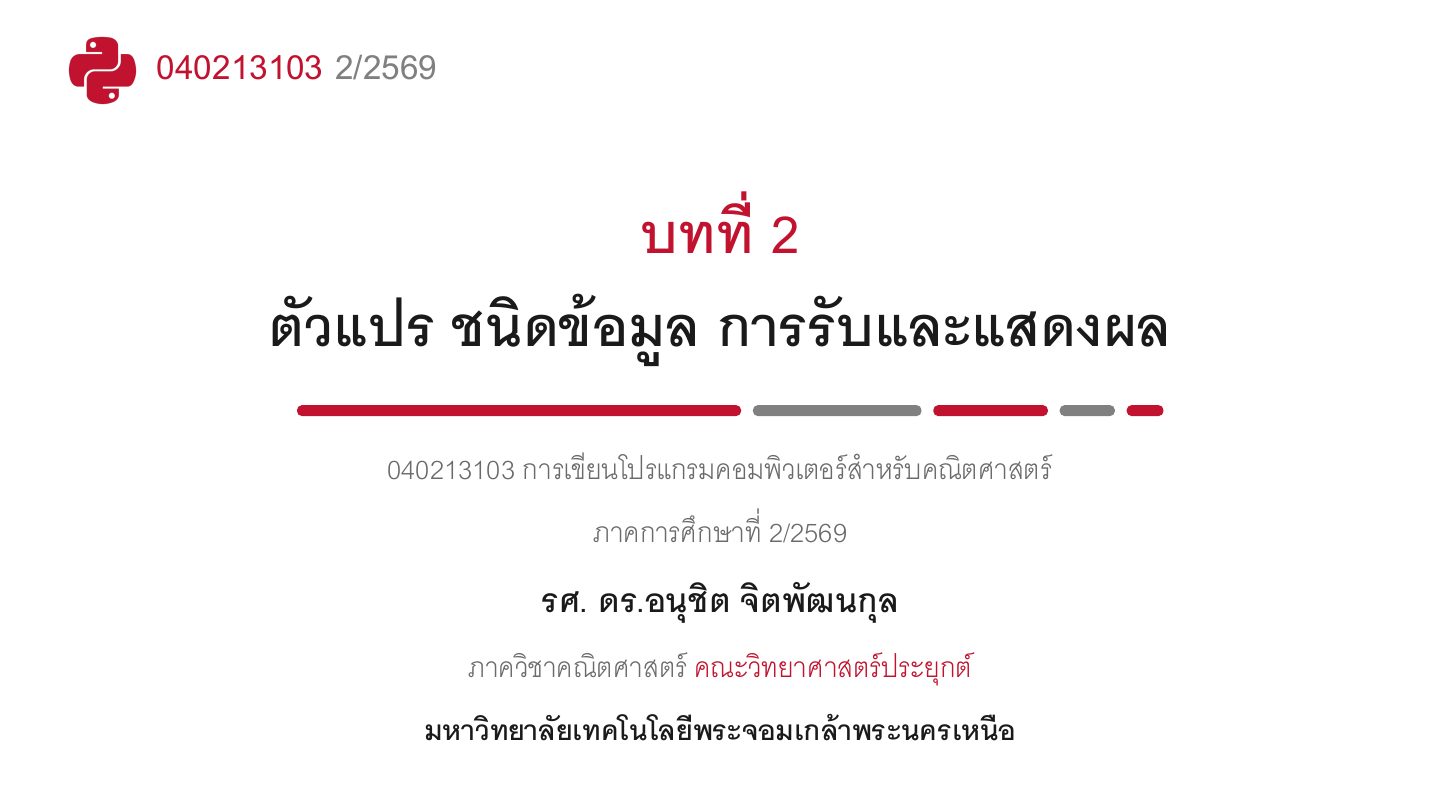 040213103 2/2569
บทที่ 2
ตัวแปร ชนิดข้อมูล การรับและแสดงผล
040213103 การเขียนโปรแกรมคอมพิวเตอร์สำหรับคณิตศาสตร์
ภาคการศึกษาที่ 2/2569
รศ. ดร.อนุชิต จิตพัฒนกุล
ภาควิชาคณิตศาสตร์ คณะวิทยาศาสตร์ประยุกต์
มหาวิทยาลัยเทคโนโลยีพระจอมเกล้าพระนครเหนือ